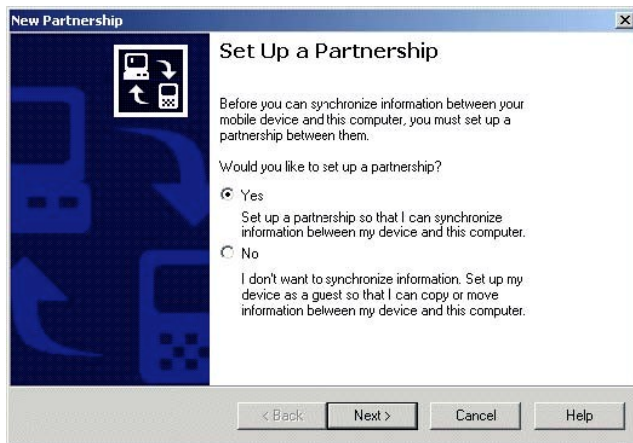 New Partnership
Set Up a Partnership
Before you can synchronize information between your
mobile device and this computer, you must set up a
partnership between them.
Would you like to set up a partnership?
Yes
Set up a partnership so that I can synchronize
information between my device and this computer.
No
I don't want to synchronize information. Set up my
device as a guest so that I can copy or move
information between my device and this computer.
< Back
Next >
Cancel
Help